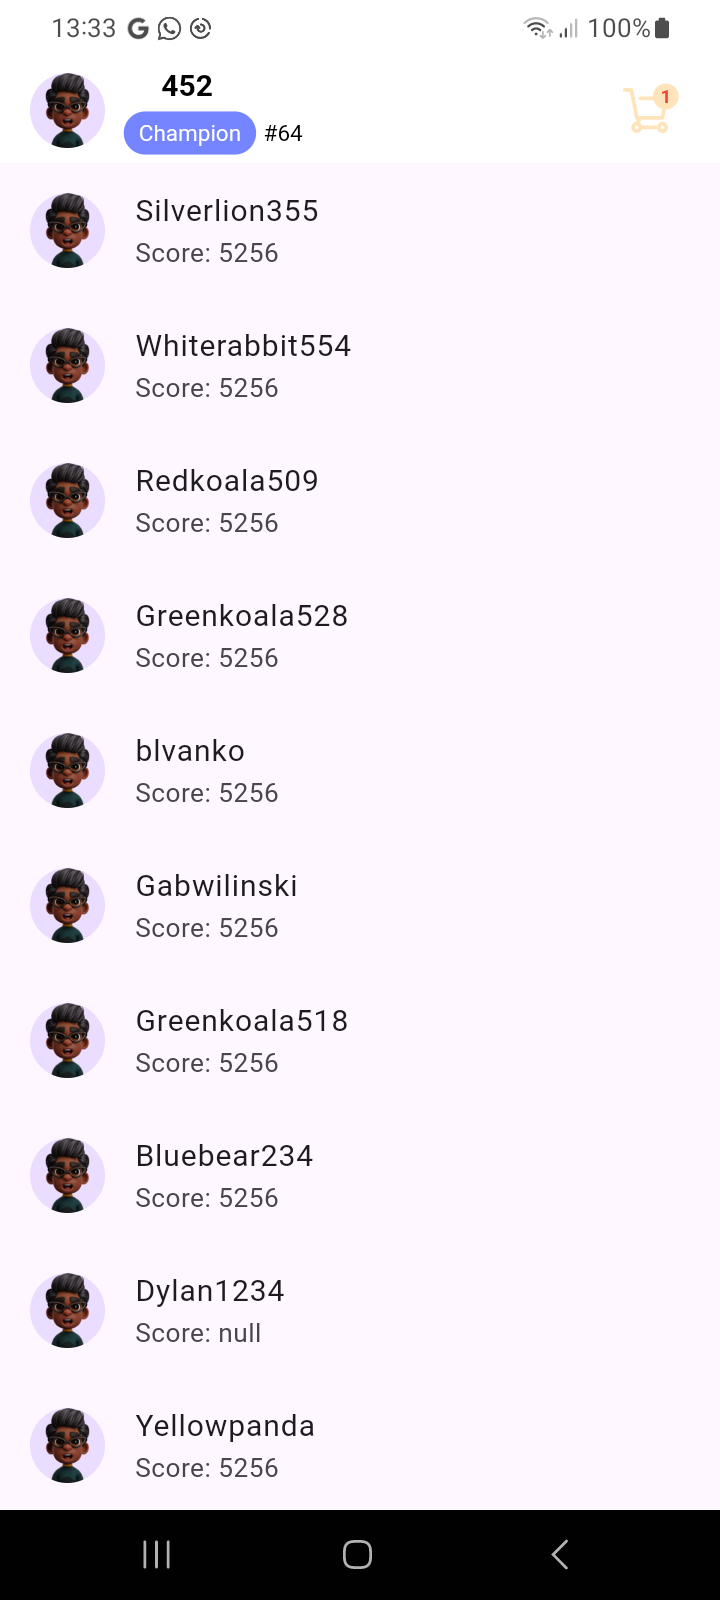 13:33 100%
452
1
Champion #64
Silverlion355
Score: 5256
Whiterabbit554
Score: 5256
Redkoala509
Score: 5256
Greenkoala528
Score: 5256
blvanko
Score: 5256
Gabwilinski
Score: 5256
Greenkoala518
Score: 5256
Bluebear234
Score: 5256
Dylan1234
Score: null
Yellowpanda
Score: 5256